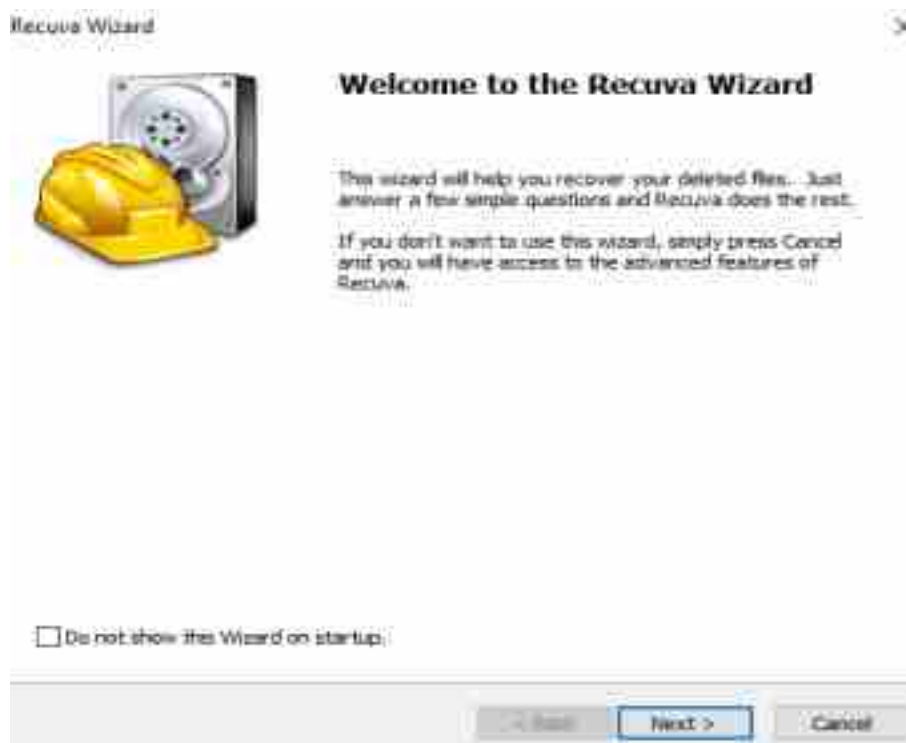 Recuva Wizard
Welcome to the Recuva Wizard
This wizard will help you recover your deleted files. Just
answer a few simple questions and Recuva does the rest.
If you don't want to use this wizard, simply press Cancel
and you will have access to the advanced features of
Recuva.
Do not show this Wizard on startup.
Next >
Cancel